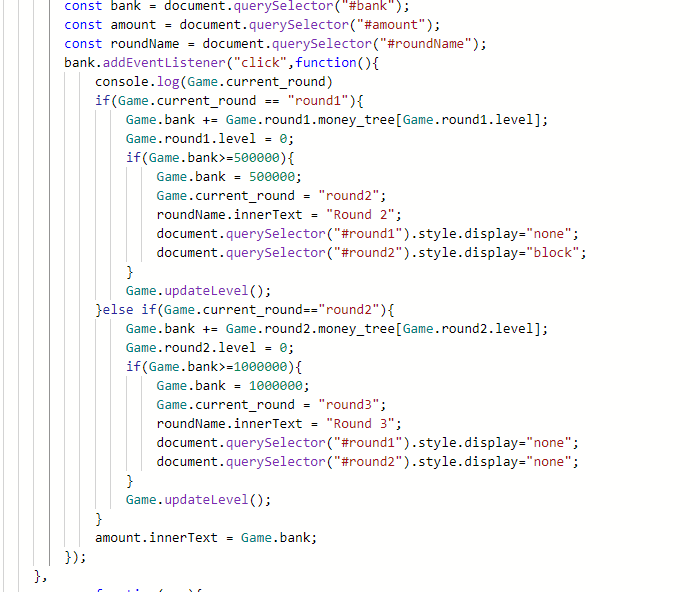 const bank = document.querySelector("#bank");
const amount = document.querySelector("#amount");
const roundName = document.querySelector("#roundName");
bank.addEventListener("click",function(){
console.log(Game.current_round)
if(Game.current_round == "round1"){
Game.bank += Game.round1.money_tree[Game.round1.level];
Game.round1.level = 0;
if(Game.bank>=500000){
Game.bank = 500000;
Game.current_round = "round2";
roundName.innerText = "Round 2";
document.querySelector("#round1").style.display="none";
document.querySelector("#round2").style.display="block";
}
Game.updateLevel();
}else if(Game.current_round=="round2"){
Game.bank += Game.round2.money_tree[Game.round2.level];
Game.round2.level = 0;
if(Game.bank>=1000000){
Game.bank = 1000000;
Game.current_round = "round3";
roundName.innerText = "Round 3";
document.querySelector("#round1").style.display="none";
document.querySelector("#round2").style.display="none";
}
Game.updateLevel();
}
amount.innerText = Game.bank;
});
},